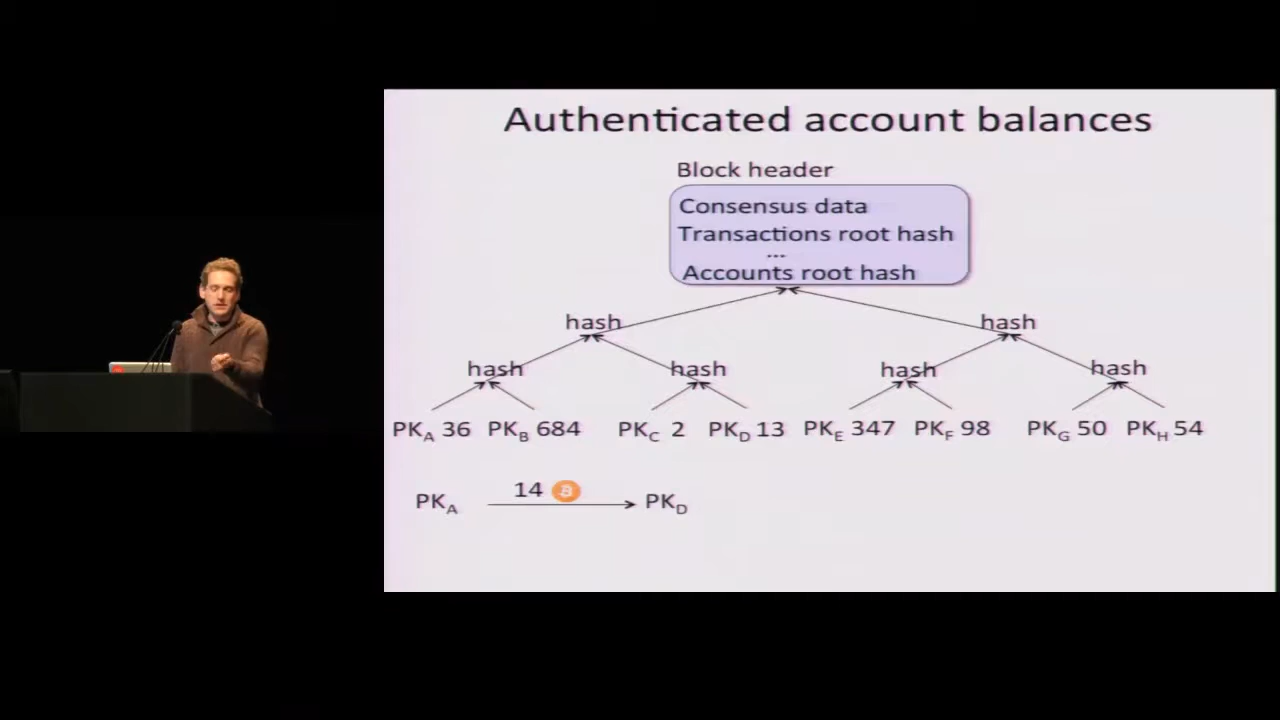 Authenticated account balances
Block header
Consensus data
Transactions root hash
...
Accounts root hash
hash hash
hash hash hash hash
PK_A 36 PK_B 684 PK_C 2 PK_D 13 PK_E 347 PK_F 98 PK_G 50 PK_H 54
14 ₿
PK_A PK_D